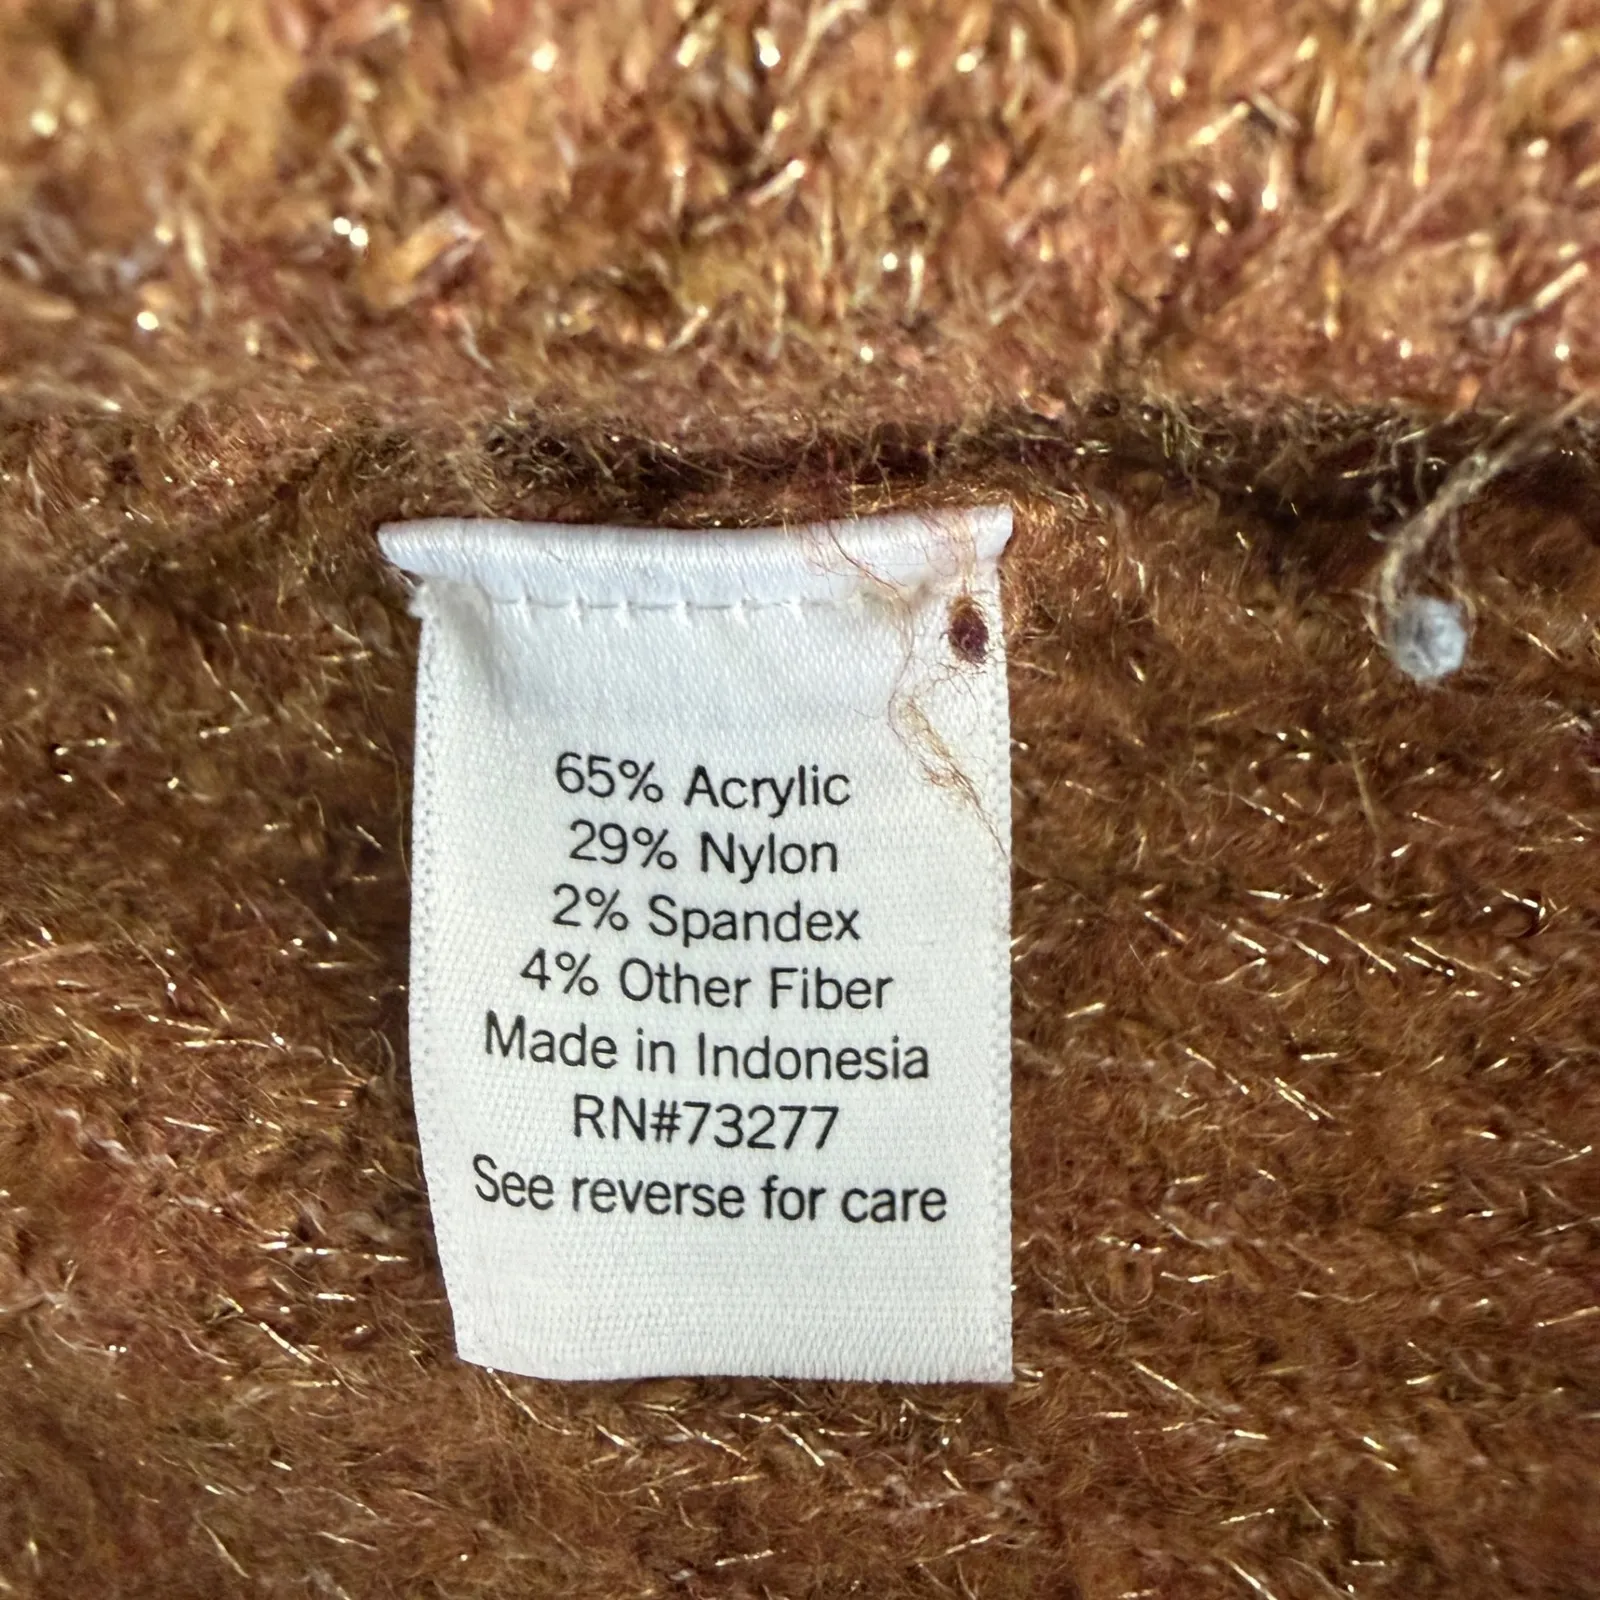 65% Acrylic
29% Nylon
2% Spandex
4% Other Fiber
Made in Indonesia
RN#73277
See reverse for care